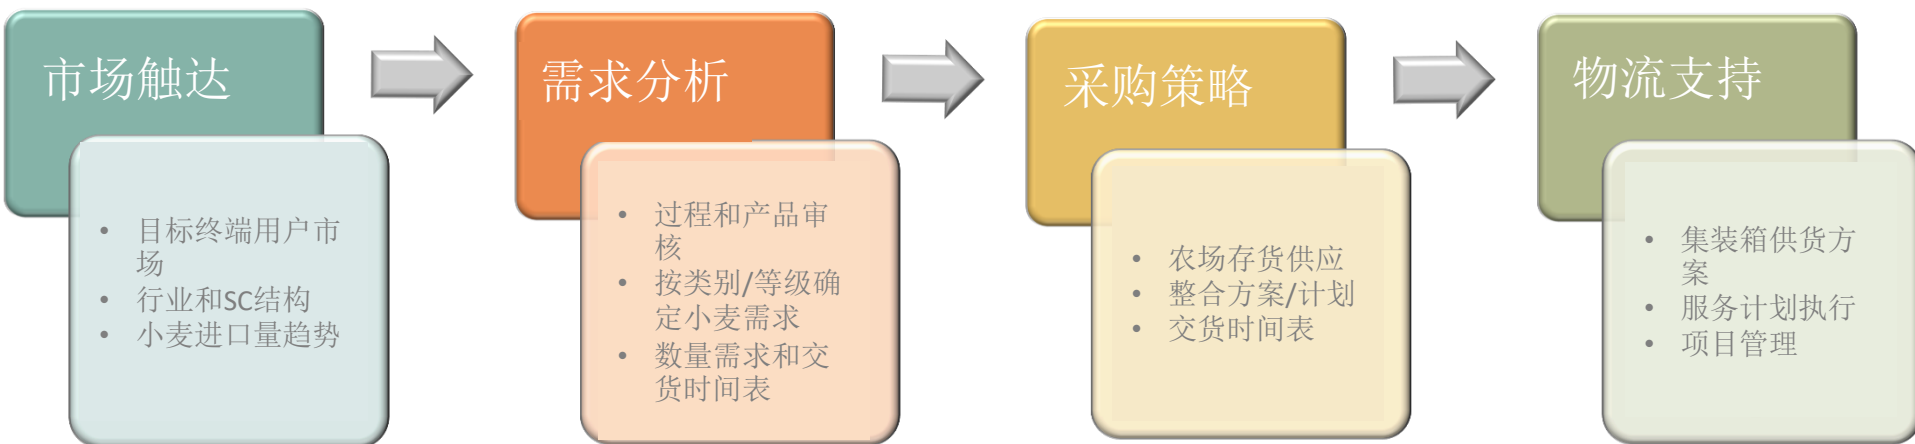 市场触达
• 目标终端用户市
场
• 行业和SC结构
• 小麦进口量趋势
需求分析
• 过程和产品审
核
• 按类别/等级确
定小麦需求
• 数量需求和交
货时间表
采购策略
• 农场存货供应
• 整合方案/计划
• 交货时间表
物流支持
• 集装箱供货方
案
• 服务计划执行
• 项目管理